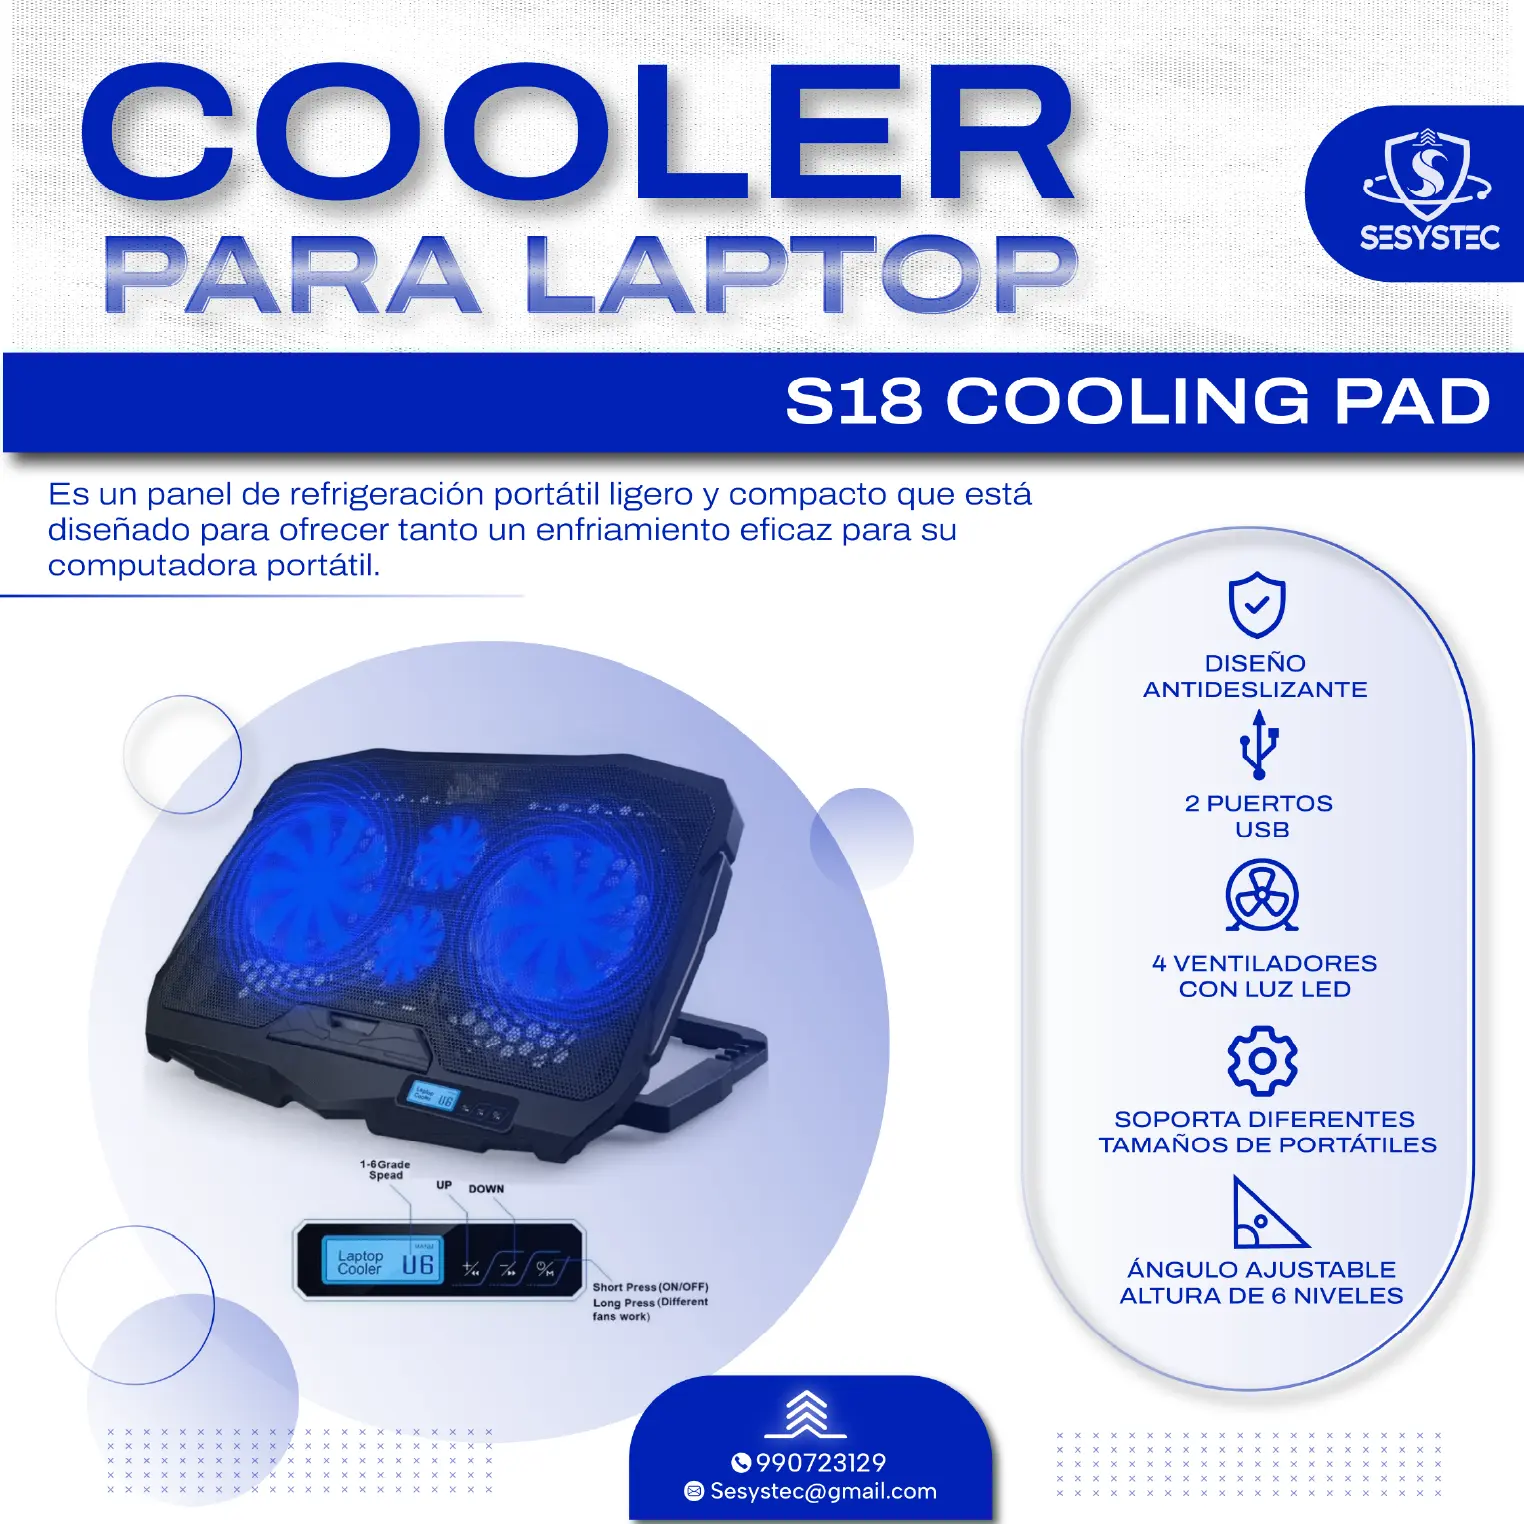 COOLER
PARA LAPTOP
SESYSTEC
S18 COOLING PAD
Es un panel de refrigeración portátil ligero y compacto que está
diseñado para ofrecer tanto un enfriamiento eficaz para su
computadora portátil.
DISEÑO
ANTIDESLIZANTE
2 PUERTOS
USB
4 VENTILADORES
CON LUZ LED
SOPORTA DIFERENTES
TAMAÑOS DE PORTÁTILES
ÁNGULO AJUSTABLE
ALTURA DE 6 NIVELES
Laptop
Cooler U6
1-6Grade
Spead
UP
DOWN
Laptop
Cooler
U6
Short Press(ON/OFF)
Long Press(Different
fans work)
990723129
Sesystec@gmail.com